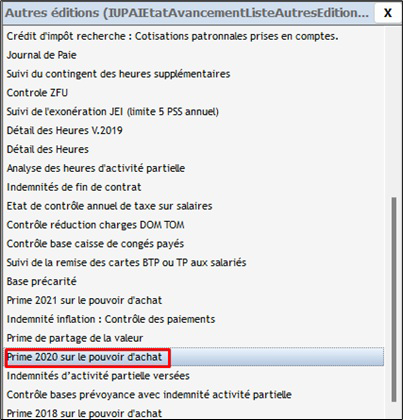 Autres éditions (IUPAIEtatAvancementListeAutresEdition... X
Crédit d'impôt recherche : Cotisations patronnales prises en comptes.
Journal de Paie
Suivi du contingent des heures supplémentaires
Controle ZFU
Suivi de l'exonération JEI (limite 5 PSS annuel)
Détail des Heures V.2019
Détail des Heures
Analyse des heures d'activité partielle
Indemnités de fin de contrat
Etat de contrôle annuel de taxe sur salaires
Contrôle réduction charges DOM TOM
Contrôle base caisse de congés payés
Suivi de la remise des cartes BTP ou TP aux salariés
Base précarité
Prime 2021 sur le pouvoir d'achat
Indemnité inflation : Contrôle des paiements
Prime de partage de la valeur
Prime 2020 sur le pouvoir d'achat
Indemnités d’activité partielle versées
Contrôle bases prévoyance avec indemnité activité partielle
Prime 2018 sur le pouvoir d'achat